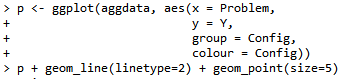 > p <- ggplot(aggdata, aes(x = Problem,
+ y = Y,
+ group = Config,
+ colour = Config))
> p + geom_line(linetype=2) + geom_point(size=5)